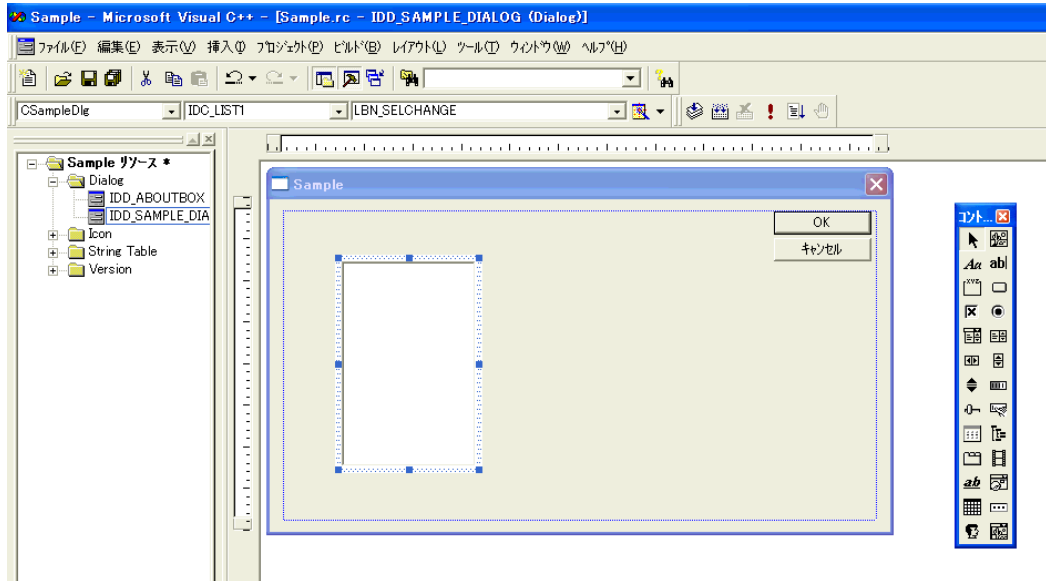 Sample - Microsoft Visual C++ - [Sample.rc - IDD_SAMPLE_DIALOG (Dialog)]
ファイル(F) 編集(E) 表示(V) 挿入(I) プロジェクト(P) ビルド(B) レイアウト(L) ツール(T) ウィンドウ(W) ヘルプ(H)
CSampleDlg IDC_LIST1 LBN_SELCHANGE
Sample リソース *
Dialog
IDD_ABOUTBOX
IDD_SAMPLE_DIA
Icon
String Table
Version
Sample
OK
キャンセル
コント...
Aa ab|
XYZ
ab